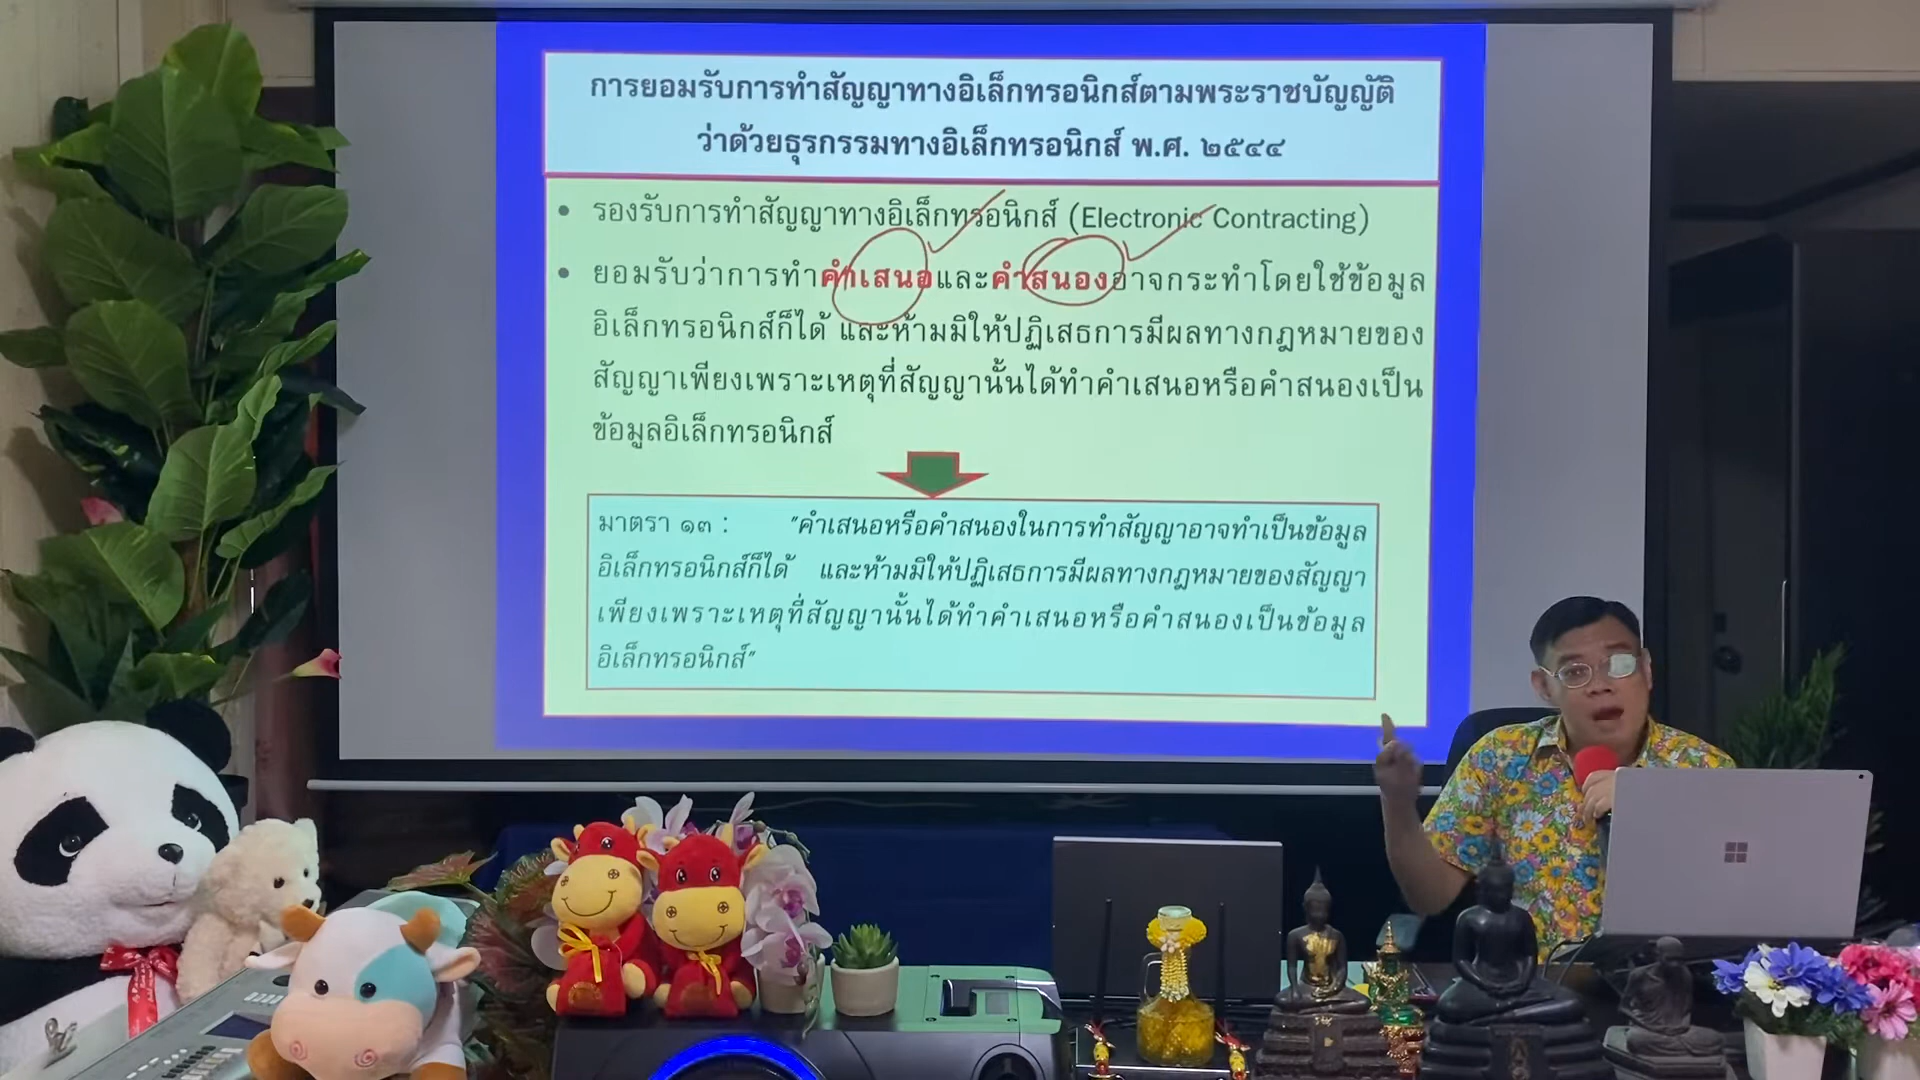 การยอมรับการทำสัญญาทางอิเล็กทรอนิกส์ตามพระราชบัญญัติ
ว่าด้วยธุรกรรมทางอิเล็กทรอนิกส์ พ.ศ. ๒๕๔๔
• รองรับการทำสัญญาทางอิเล็กทรอนิกส์ (Electronic Contracting)
• ยอมรับว่าการทำคำเสนอและคำสนองอาจกระทำโดยใช้ข้อมูล
อิเล็กทรอนิกส์ก็ได้ และห้ามมิให้ปฏิเสธการมีผลทางกฎหมายของ
สัญญาเพียงเพราะเหตุที่สัญญานั้นได้ทำคำเสนอหรือคำสนองเป็น
ข้อมูลอิเล็กทรอนิกส์
มาตรา ๑๓ : "คำเสนอหรือคำสนองในการทำสัญญาอาจทำเป็นข้อมูล
อิเล็กทรอนิกส์ก็ได้ และห้ามมิให้ปฏิเสธการมีผลทางกฎหมายของสัญญา
เพียงเพราะเหตุที่สัญญานั้นได้ทำคำเสนอหรือคำสนองเป็นข้อมูล
อิเล็กทรอนิกส์"